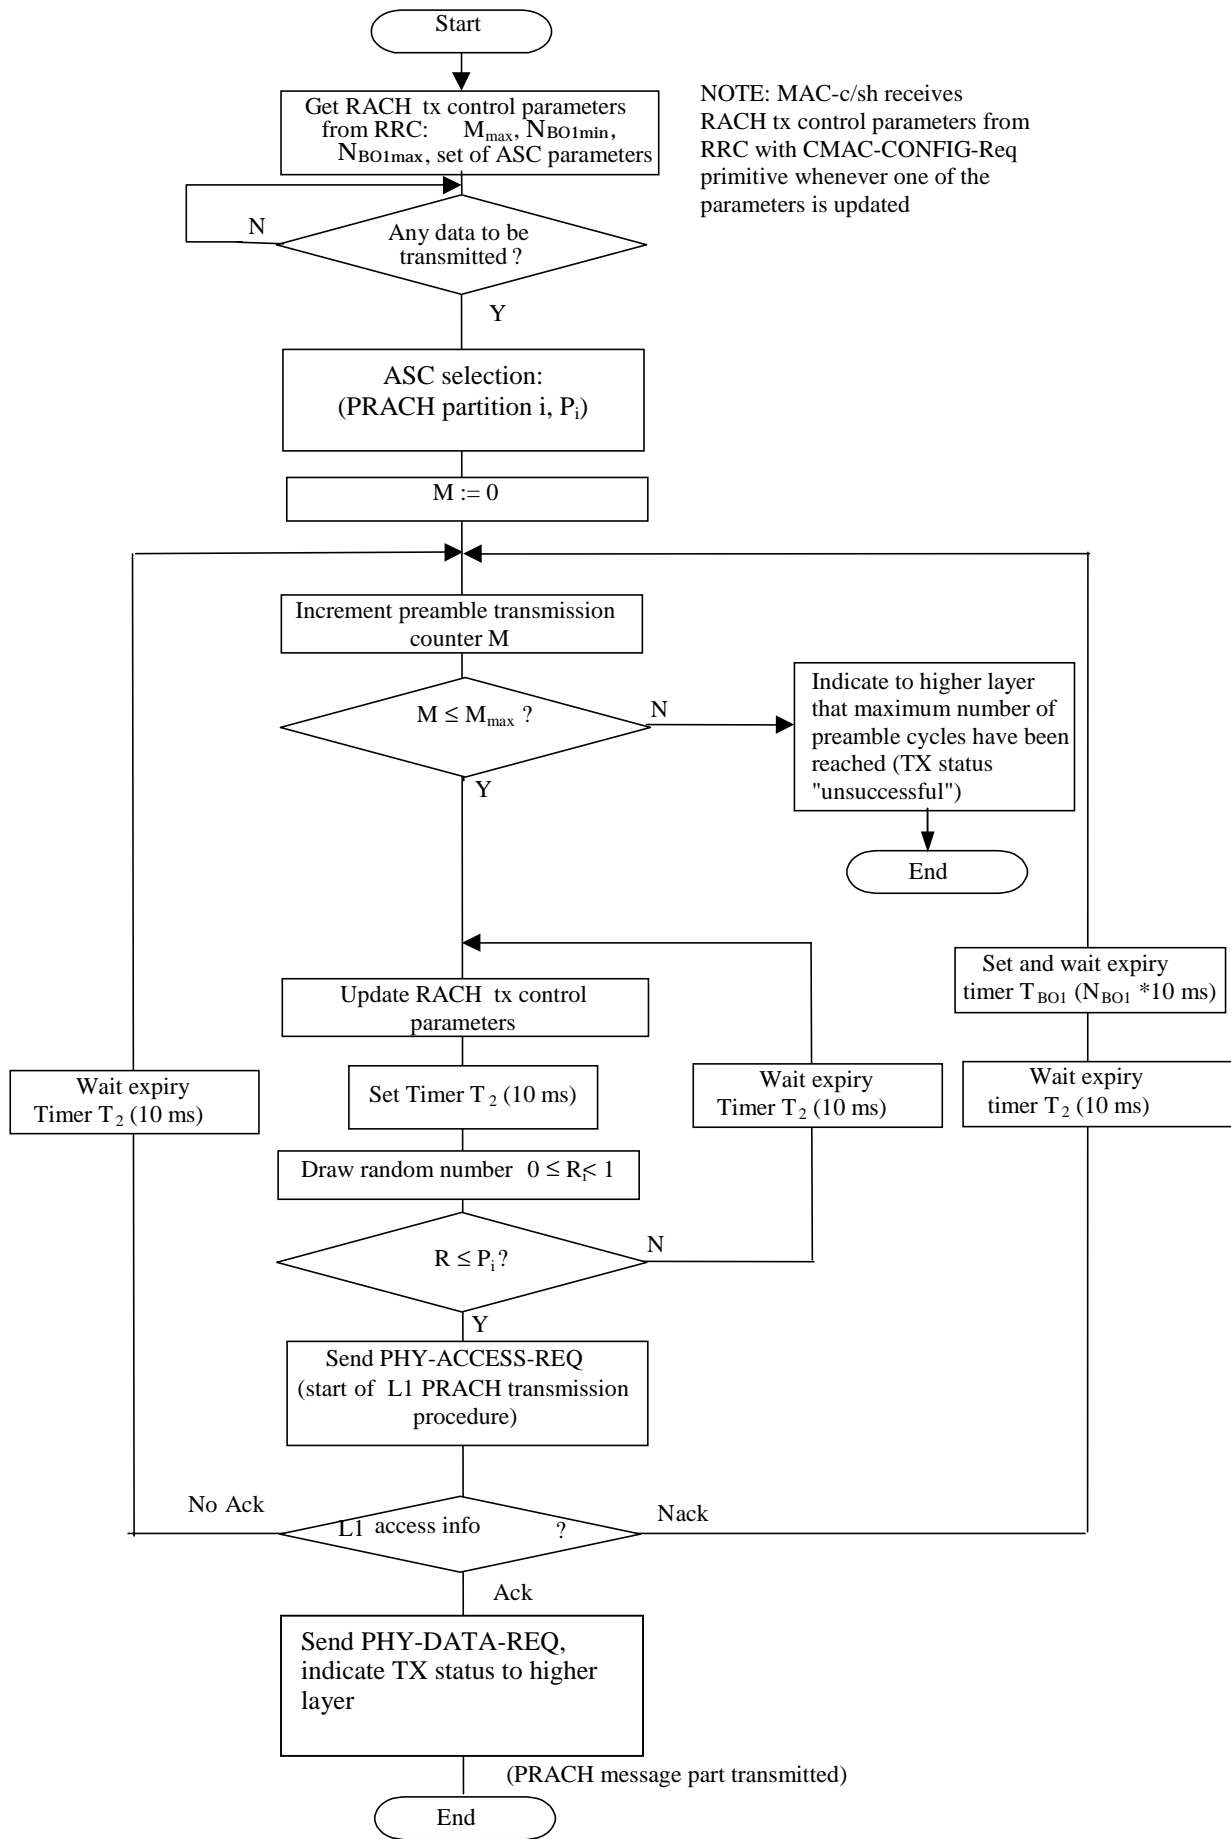 Start
Get RACH tx control parameters
from RRC: Mmax, NBO1min,
NBO1max, set of ASC parameters
NOTE: MAC-c/sh receives
RACH tx control parameters from
RRC with CMAC-CONFIG-Req
primitive whenever one of the
parameters is updated
N
Any data to be
transmitted ?
Y
ASC selection:
(PRACH partition i, Pi)
M := 0
Increment preamble transmission
counter M
M ≤ Mmax ?
N
Indicate to higher layer
that maximum number of
preamble cycles have been
reached (TX status
"unsuccessful")
Y
End
Update RACH tx control
parameters
Set and wait expiry
timer TBO1 (NBO1 *10 ms)
Wait expiry
Timer T2 (10 ms)
Set Timer T2 (10 ms)
Wait expiry
Timer T2 (10 ms)
Wait expiry
timer T2 (10 ms)
Draw random number 0 ≤ Ri< 1
R ≤ Pi?
N
Y
Send PHY-ACCESS-REQ
(start of L1 PRACH transmission
procedure)
No Ack
L1 access info ?
Nack
Ack
Send PHY-DATA-REQ,
indicate TX status to higher
layer
(PRACH message part transmitted)
End